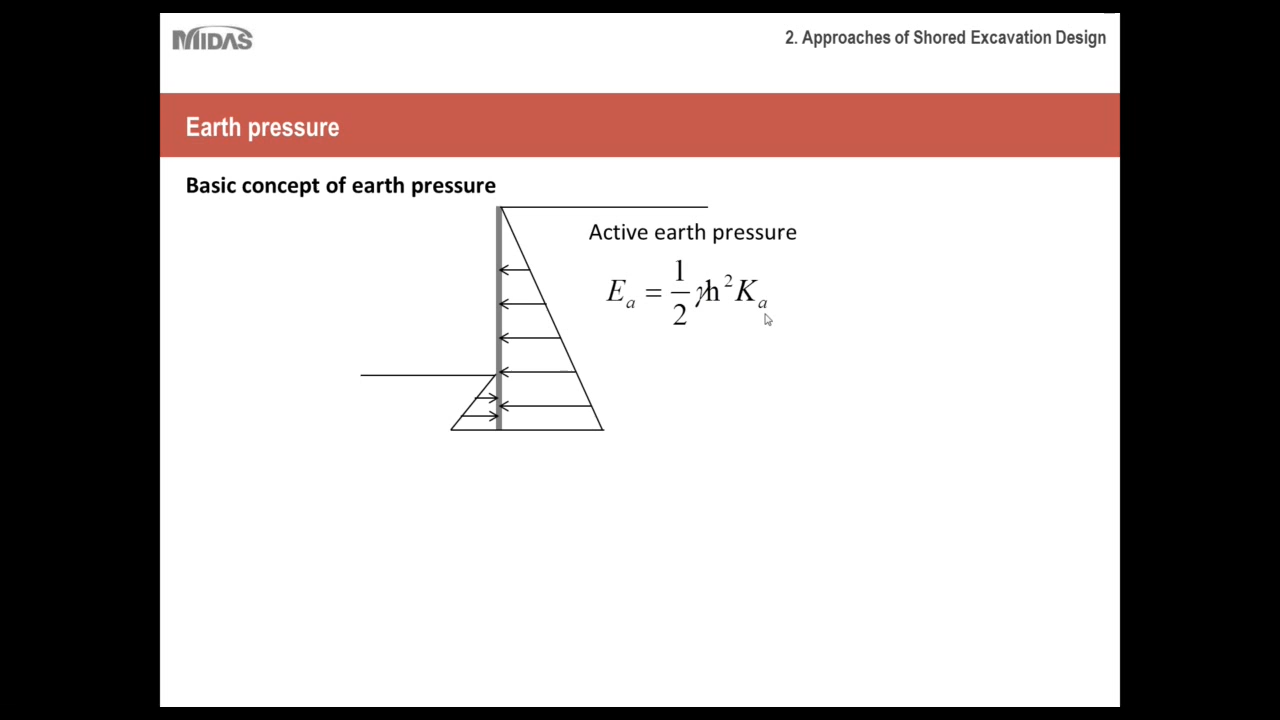 MIDAS
2. Approaches of Shored Excavation Design
Earth pressure
Basic concept of earth pressure
Active earth pressure
E_a = \frac{1}{2} γh^2 K_a